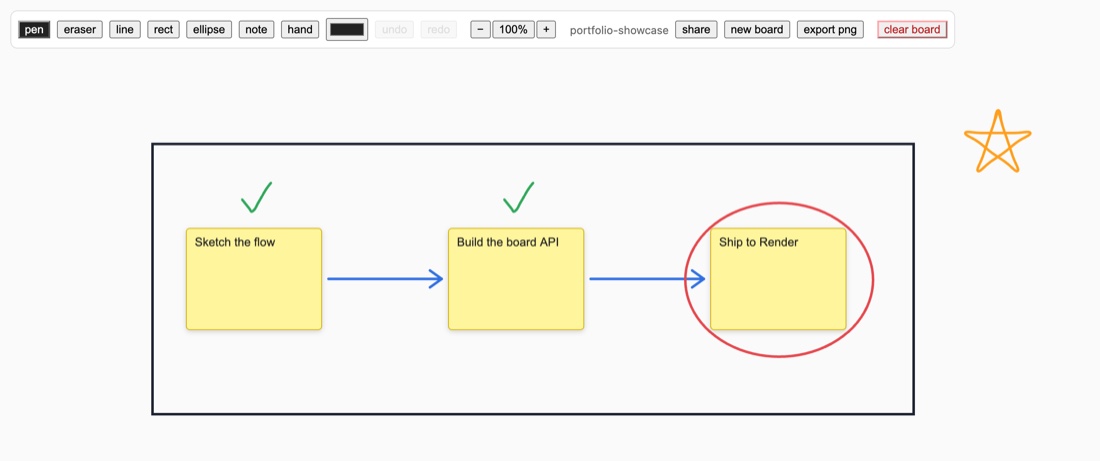 pen eraser line rect ellipse note hand undo redo − 100% + portfolio-showcase share new board export png clear board
Sketch the flow
Build the board API
Ship to Render